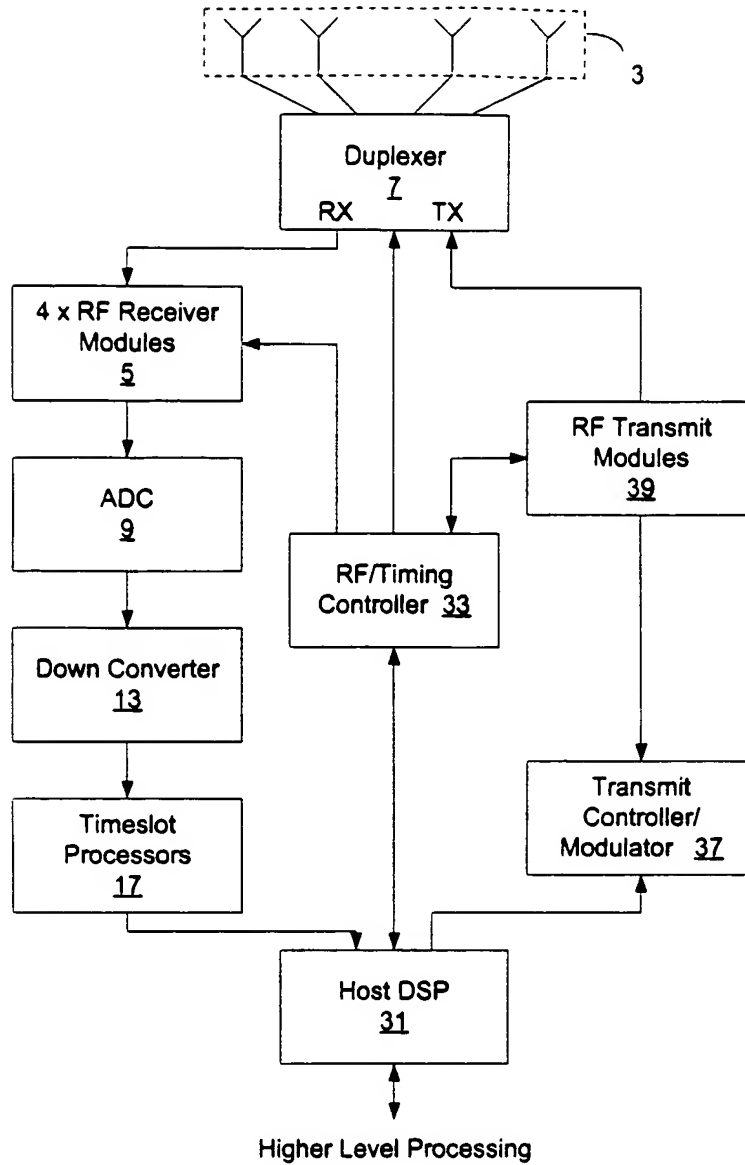 3
Duplexer
7
RX TX
4 x RF Receiver
Modules
5
RF Transmit
Modules
39
ADC
9
RF/Timing
Controller 33
Down Converter
13
Transmit
Controller/
Modulator 37
Timeslot
Processors
17
Host DSP
31
Higher Level Processing